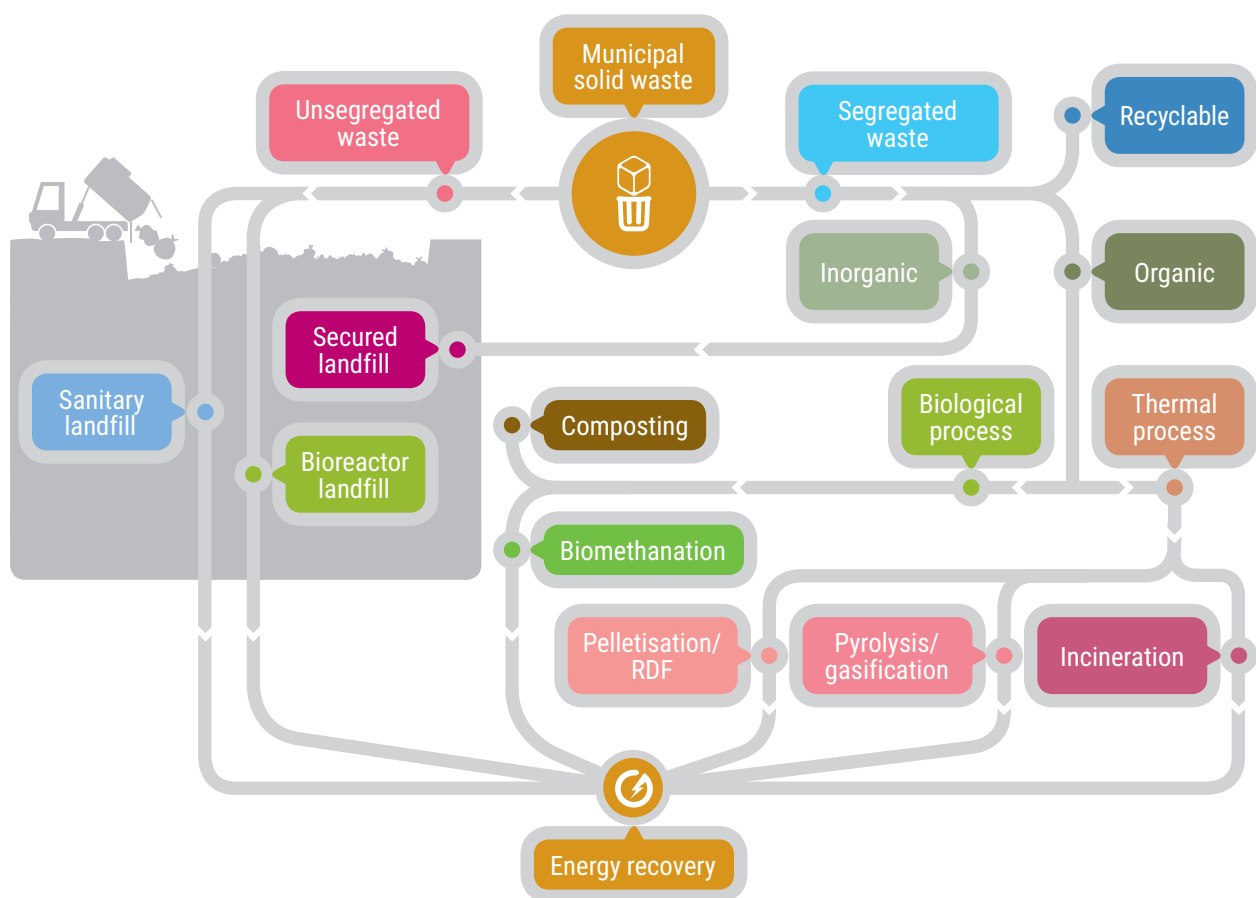 Municipal
solid waste
Unsegregated
waste
Segregated
waste
Recyclable
Inorganic
Organic
Secured
landfill
Sanitary
landfill
Composting
Biological
process
Thermal
process
Bioreactor
landfill
Biomethanation
Pelletisation/
RDF
Pyrolysis/
gasification
Incineration
Energy recovery